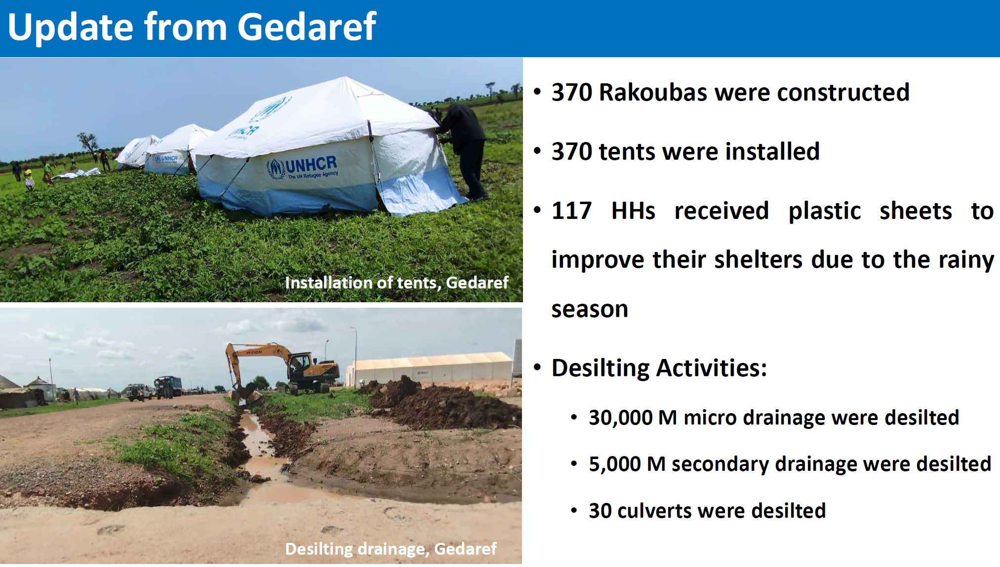 Update from Gedaref
UNHCR
UNHCR
UNHCR
The UN Refugee Agency
Installation of tents, Gedaref
HYUNDAI
Desilting drainage, Gedaref
• 370 Rakoubas were constructed
• 370 tents were installed
• 117 HHs received plastic sheets to
improve their shelters due to the rainy
season
• Desilting Activities:
• 30,000 M micro drainage were desilted
• 5,000 M secondary drainage were desilted
• 30 culverts were desilted